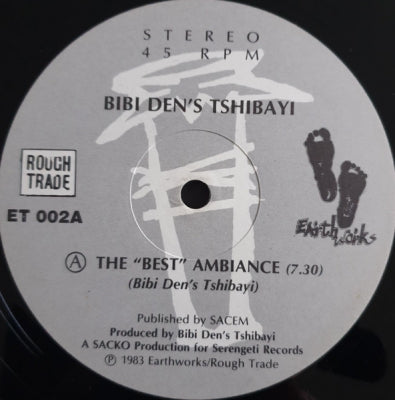 STEREO
45 RPM
BIBI DEN'S TSHIBAYI
ROUGH
TRADE
ET 002A
Earthworks
A THE "BEST" AMBIANCE (7.30)
(Bibi Den's Tshibayi)
Published by SACEM
Produced by Bibi Den's Tshibayi
A SACKO Production for Serengeti Records
℗ 1983 Earthworks/Rough Trade